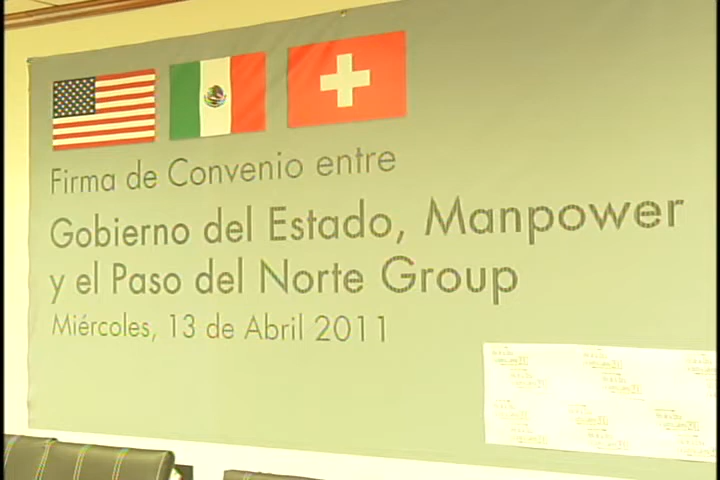 Firma de Convenio entre
Gobierno del Estado, Manpower
y el Paso del Norte Group
Miércoles, 13 de Abril 2011